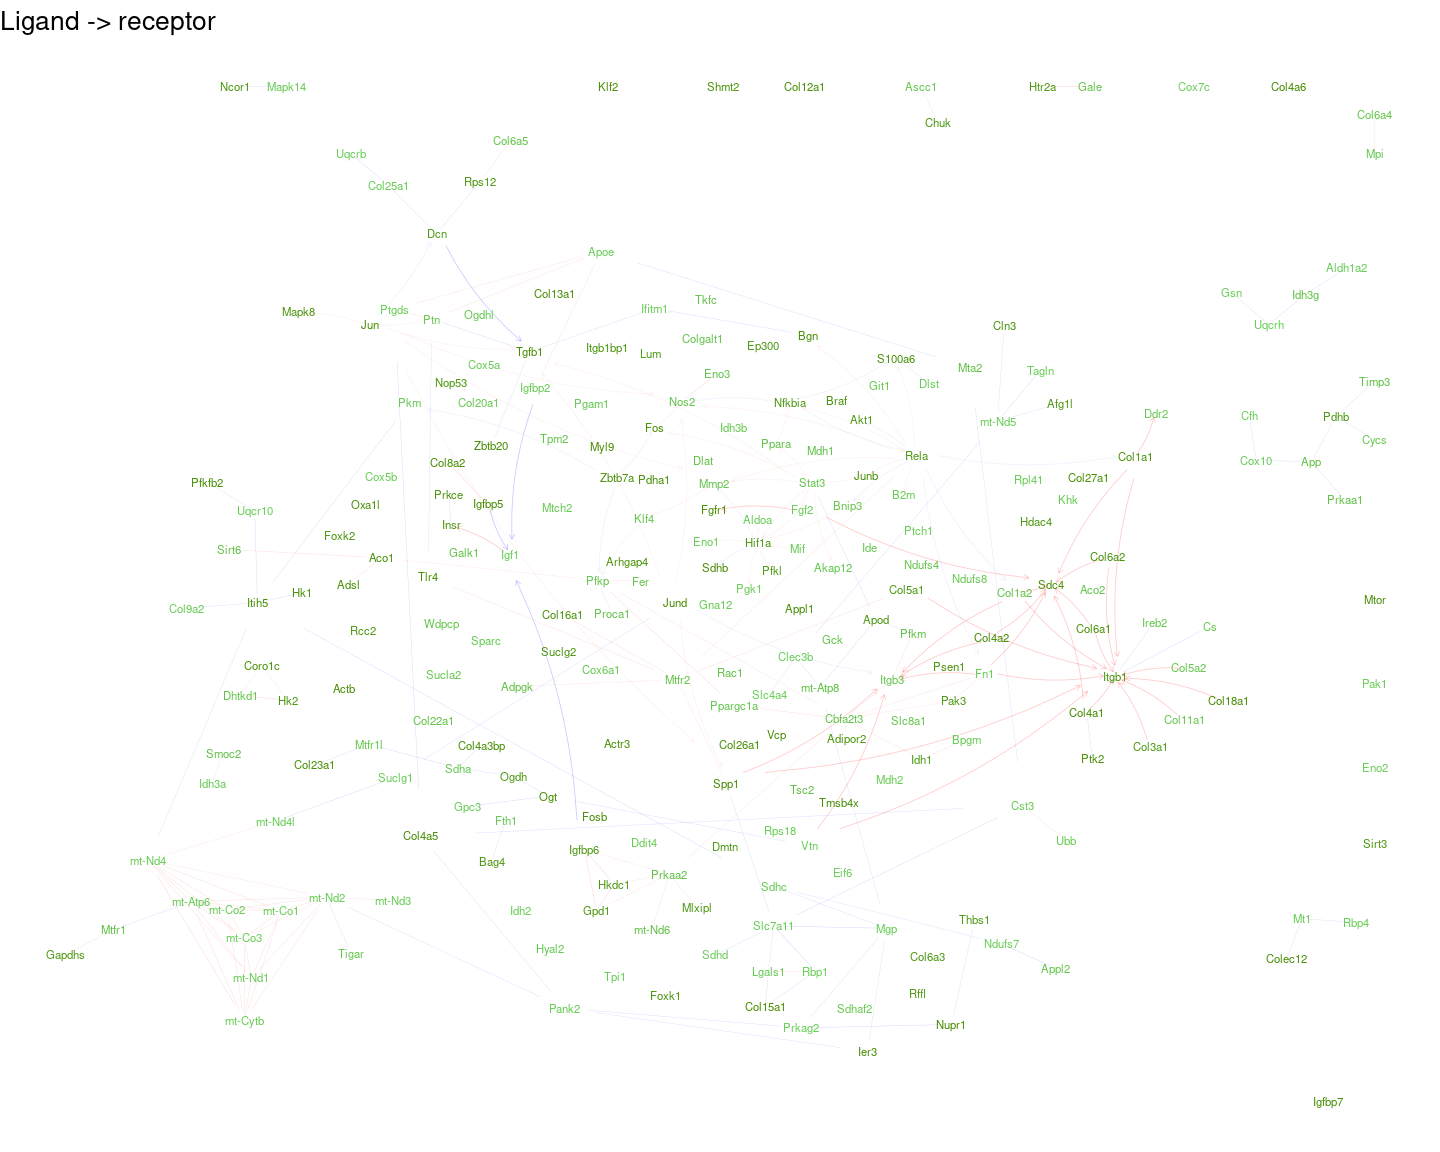 Ligand -> receptor
Ncor1 Mapk14 Klf2 Shmt2 Col12a1 Ascc1 Htr2a Gale Cox7c Col4a6
Col6a4
Chuk
Col6a5
Uqcrb Mpi
Col25a1 Rps12
Dcn
Apoe
Aldh1a2
Col13a1 Gsn Idh3g
Tkfc
Mapk8 Ptgds Ifitm1
Jun Ptn Ogdhl Cln3 Uqcrh
Bgn
Colgalt1
Tgfb1 Itgb1bp1 Lum Ep300
S100a6
Cox5a Mta2 Tagln
Nop53 Igfbp2 Eno3 Git1 Dlst Timp3
Pkm Col20a1 Pgam1 Nos2 Nfkbia Braf Afg1l
Akt1 mt-Nd5 Ddr2 Cfh Pdhb
Fos Idh3b
Zbtb20 Tpm2 Myl9 Ppara Mdh1 Cycs
Col8a2 Dlat Rela Col1a1 Cox10 App
Cox5b Zbtb7a Pdha1 Junb Rpl41 Col27a1
Pfkfb2 Mmp2 Stat3
Prkce B2m Khk Prkaa1
Uqcr10 Oxa1l Igfbp5 Mtch2 Fgfr1 Fgf2 Bnip3
Insr Klf4 Aldoa Hdac4
Foxk2 Ptch1
Sirt6 Galk1 Igf1 Eno1 Hif1a Mif Ide
Aco1 Arhgap4 Col6a2
Tlr4 Sdhb Pfkl Akap12 Ndufs4
Adsl Pfkp Fer Ndufs8 Sdc4
Hk1 Pgk1 Col5a1 Col1a2 Aco2
Col9a2 Itih5 Jund Gna12 Appl1 Mtor
Col16a1 Proca1 Apod
Rcc2 Wdpcp Pfkm Col6a1 Ireb2 Cs
Sparc Gck Col4a2
Suclg2 Clec3b
Coro1c Sucla2 Cox6a1 Rac1 Psen1 Fn1 Col5a2
Mtfr2 Itgb3 Itgb1
Actb Adpgk mt-Atp8 Pak1
Dhtkd1 Hk2 Slc4a4 Pak3 Col18a1
Ppargc1a Col4a1
Col22a1 Cbfa2t3 Slc8a1 Col11a1
Vcp
Mtfr1l Col4a3bp Actr3 Col26a1 Adipor2 Bpgm Col3a1
Smoc2 Idh1 Ptk2
Col23a1 Sdha Eno2
Idh3a Suclg1 Ogdh Spp1 Mdh2
Ogt Tsc2
Gpc3 Tmsb4x Cst3
mt-Nd4l Fth1 Fosb
Col4a5 Rps18
Ddit4 Ubb
Igfbp6 Dmtn Vtn Sirt3
mt-Nd4 Bag4
Hkdc1 Prkaa2 Eif6
Sdhc
mt-Atp6 mt-Nd2 mt-Nd3
mt-Co2 mt-Co1 Idh2 Gpd1 Mlxipl
Mtfr1 mt-Nd6 Slc7a11 Mgp Thbs1 Mt1 Rbp4
mt-Co3
Gapdhs Tigar Hyal2 Sdhd Col6a3 Ndufs7 Colec12
mt-Nd1 Tpi1 Lgals1 Rbp1 Appl2
Foxk1 Rffl
Pank2 Col15a1 Sdhaf2
mt-Cytb Prkag2 Nupr1
Ier3
Igfbp7